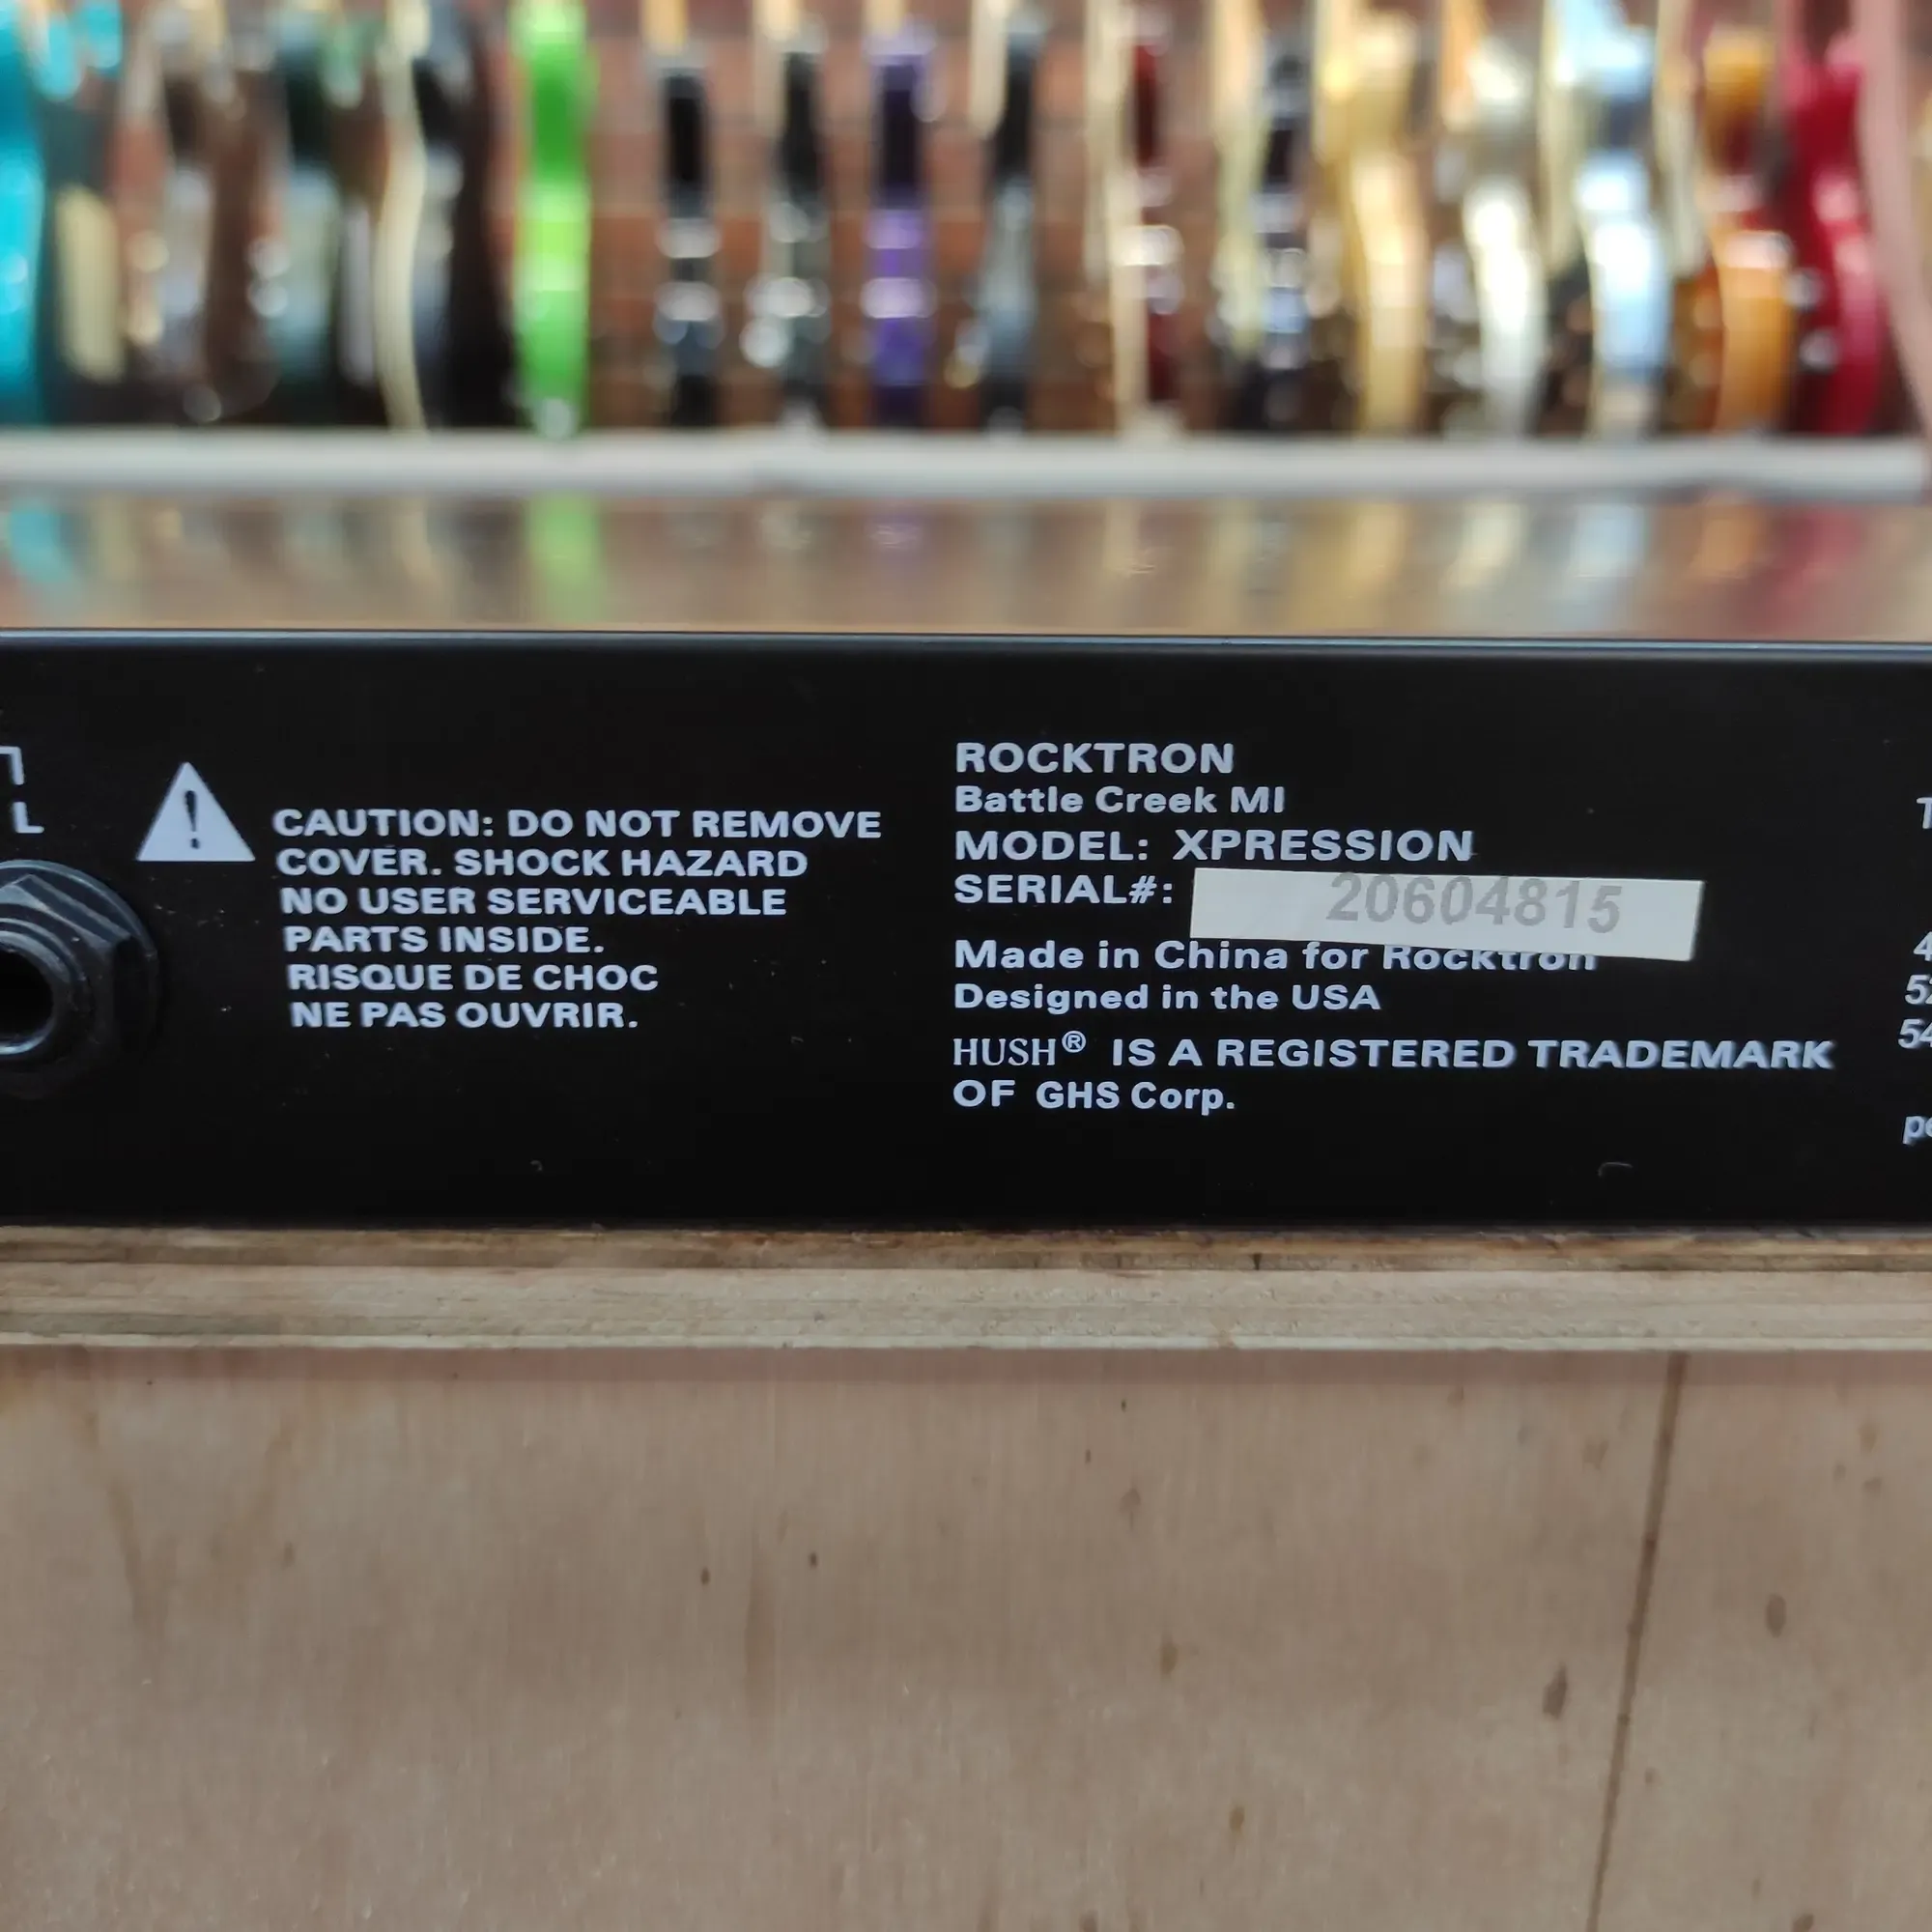 CAUTION: DO NOT REMOVE
COVER. SHOCK HAZARD
NO USER SERVICEABLE
PARTS INSIDE.
RISQUE DE CHOC
NE PAS OUVRIR.
ROCKTRON
Battle Creek MI
MODEL: XPRESSION
SERIAL#: 20604815
Made in China for Rocktron
Designed in the USA
HUSH® IS A REGISTERED TRADEMARK
OF GHS Corp.